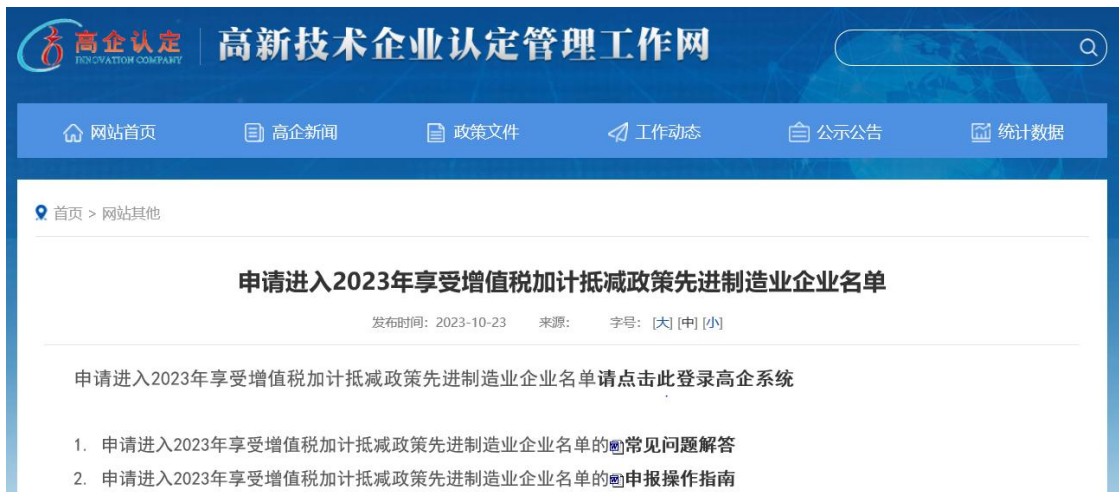 高企认定
INNOVATION COMPANY
高新技术企业认定管理工作网
网站首页 高企新闻 政策文件 工作动态 公示公告 统计数据
首页 > 网站其他
申请进入2023年享受增值税加计抵减政策先进制造业企业名单
发布时间：2023-10-23 来源： 字号：[大] [中] [小]
申请进入2023年享受增值税加计抵减政策先进制造业企业名单请点击此登录高企系统
1. 申请进入2023年享受增值税加计抵减政策先进制造业企业名单的常见问题解答
2. 申请进入2023年享受增值税加计抵减政策先进制造业企业名单的申报操作指南